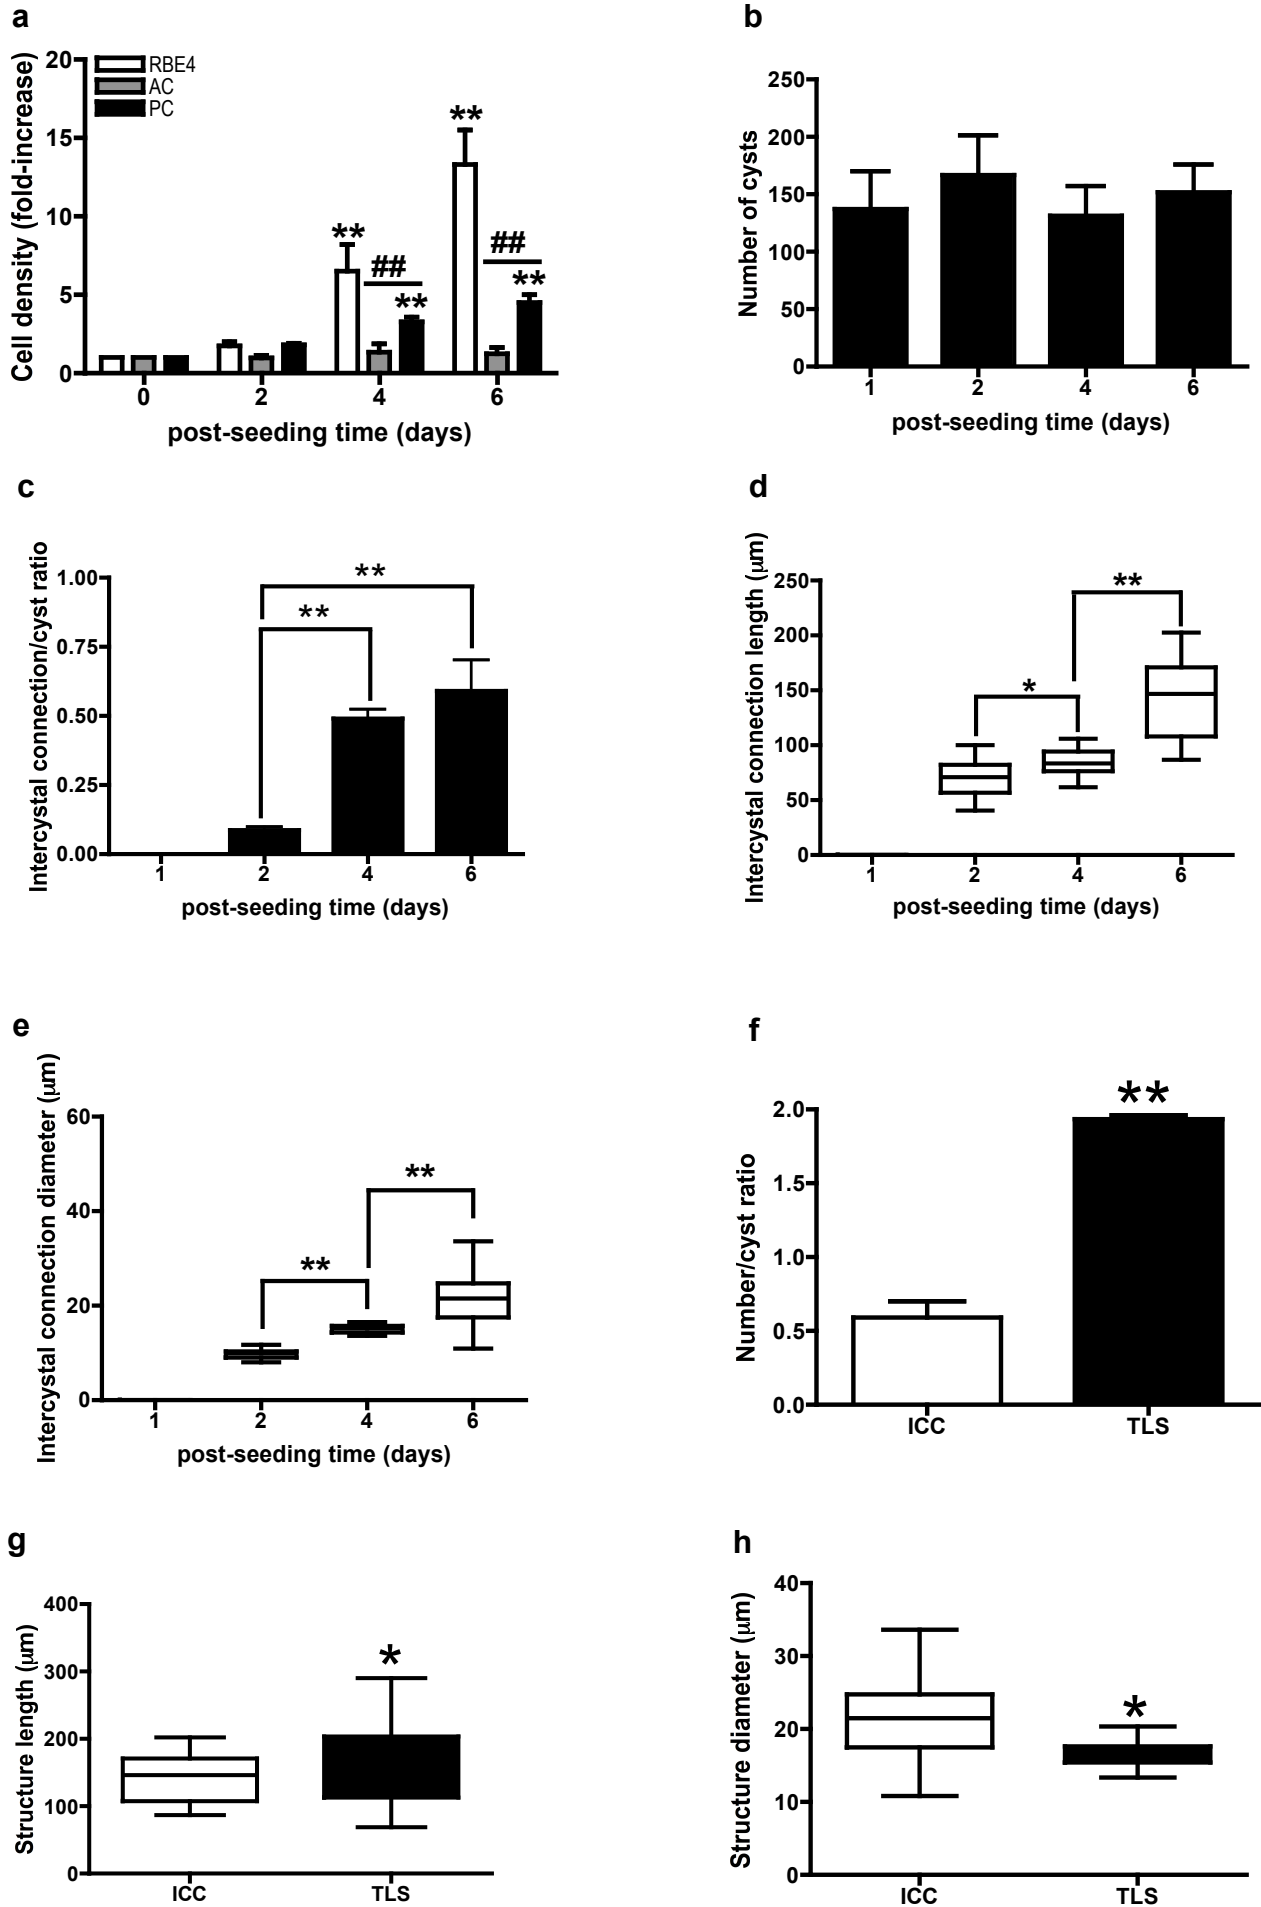 a
Cell density (fold-increase)
20
15
10
5
0
RBE4
AC
PC
**
**
##
**
##
**
0 2 4 6
post-seeding time (days)
b
Number of cysts
250
200
150
100
50
0
1 2 4 6
post-seeding time (days)
c
Intercystal connection/cyst ratio
1.00
0.75
0.50
0.25
0.00
**
**
1 2 4 6
post-seeding time (days)
d
Intercystal connection length (μm)
250
200
150
100
50
0
**
*
1 2 4 6
post-seeding time (days)
e
Intercystal connection diameter (μm)
60
40
20
0
**
**
1 2 4 6
post-seeding time (days)
f
Number/cyst ratio
2.0
1.5
1.0
0.5
0.0
**
ICC TLS
g
Structure length (μm)
400
300
200
100
0
*
ICC TLS
h
Structure diameter (μm)
40
30
20
10
0
*
ICC TLS